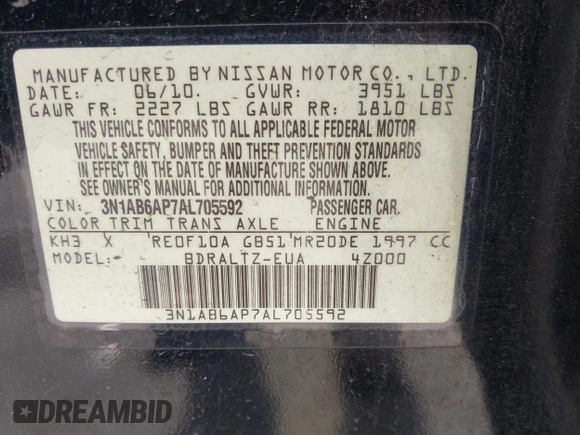 MANUFACTURED BY NISSAN MOTOR CO., LTD.
DATE: 06/10. GVWR: 3951 LBS
GAWR FR: 2227 LBS GAWR RR: 1810 LBS
THIS VEHICLE CONFORMS TO ALL APPLICABLE FEDERAL MOTOR
VEHICLE SAFETY, BUMPER AND THEFT PREVENTION STANDARDS
IN EFFECT ON THE DATE OF MANUFACTURE SHOWN ABOVE.
SEE OWNER'S MANUAL FOR ADDITIONAL INFORMATION.
VIN: 3N1AB6AP7AL705592 PASSENGER CAR.
COLOR TRIM TRANS AXLE ENGINE
KH3 X 'RE0F10A GB51'MR20DE 1997 CC
MODEL: BDRALTZ-EUA 4Z000
3N1AB6AP7AL705592
DREAMBID